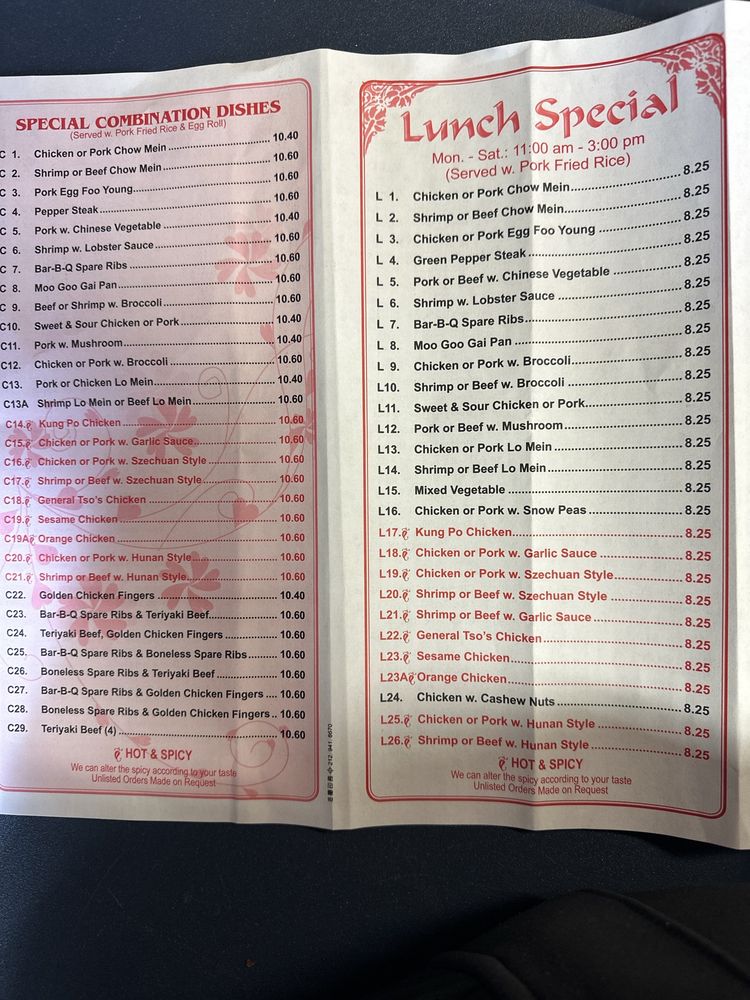 SPECIAL COMBINATION DISHES
(Served w. Pork Fried Rice & Egg Roll)
C 1. Chicken or Pork Chow Mein 10.40
C 2. Shrimp or Beef Chow Mein 10.60
C 3. Pork Egg Foo Young 10.60
C 4. Pepper Steak 10.60
C 5. Pork w. Chinese Vegetable 10.40
C 6. Shrimp w. Lobster Sauce 10.60
C 7. Bar-B-Q Spare Ribs 10.60
C 8. Moo Goo Gai Pan 10.60
C 9. Beef or Shrimp w. Broccoli 10.60
C10. Sweet & Sour Chicken or Pork 10.40
C11. Pork w. Mushroom 10.40
C12. Chicken or Pork w. Broccoli 10.60
C13. Pork or Chicken Lo Mein 10.40
C13A Shrimp Lo Mein or Beef Lo Mein 10.60
C14. Kung Po Chicken 10.60
C15. Chicken or Pork w. Garlic Sauce 10.60
C16. Chicken or Pork w. Szechuan Style 10.60
C17. Shrimp or Beef w. Szechuan Style 10.60
C18. General Tso's Chicken 10.60
C19. Sesame Chicken 10.60
C19A Orange Chicken 10.60
C20. Chicken or Pork w. Hunan Style 10.60
C21. Shrimp or Beef w. Hunan Style 10.60
C22. Golden Chicken Fingers 10.40
C23. Bar-B-Q Spare Ribs & Teriyaki Beef 10.60
C24. Teriyaki Beef, Golden Chicken Fingers 10.60
C25. Bar-B-Q Spare Ribs & Boneless Spare Ribs 10.60
C26. Boneless Spare Ribs & Teriyaki Beef 10.60
C27. Bar-B-Q Spare Ribs & Golden Chicken Fingers 10.60
C28. Boneless Spare Ribs & Golden Chicken Fingers 10.60
C29. Teriyaki Beef (4) 10.60
HOT & SPICY
We can alter the spicy according to your taste
Unlisted Orders Made on Request
212 941 6570
Lunch Special
Mon. - Sat.: 11:00 am - 3:00 pm
(Served w. Pork Fried Rice)
L 1. Chicken or Pork Chow Mein 8.25
L 2. Shrimp or Beef Chow Mein 8.25
L 3. Chicken or Pork Egg Foo Young 8.25
L 4. Green Pepper Steak 8.25
L 5. Pork or Beef w. Chinese Vegetable 8.25
L 6. Shrimp w. Lobster Sauce 8.25
L 7. Bar-B-Q Spare Ribs 8.25
L 8. Moo Goo Gai Pan 8.25
L 9. Chicken or Pork w. Broccoli 8.25
L10. Shrimp or Beef w. Broccoli 8.25
L11. Sweet & Sour Chicken or Pork 8.25
L12. Pork or Beef w. Mushroom 8.25
L13. Chicken or Pork Lo Mein 8.25
L14. Shrimp or Beef Lo Mein 8.25
L15. Mixed Vegetable 8.25
L16. Chicken or Pork w. Snow Peas 8.25
L17. Kung Po Chicken 8.25
L18. Chicken or Pork w. Garlic Sauce 8.25
L19. Chicken or Pork w. Szechuan Style 8.25
L20. Shrimp or Beef w. Szechuan Style 8.25
L21. Shrimp or Beef w. Garlic Sauce 8.25
L22. General Tso's Chicken 8.25
L23. Sesame Chicken 8.25
L23A Orange Chicken 8.25
L24. Chicken w. Cashew Nuts 8.25
L25. Chicken or Pork w. Hunan Style 8.25
L26. Shrimp or Beef w. Hunan Style 8.25
HOT & SPICY
We can alter the spicy according to your taste
Unlisted Orders Made on Request